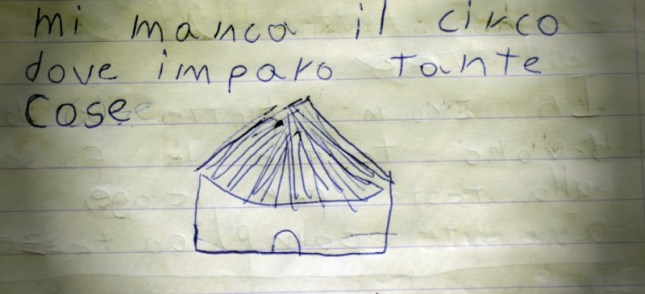 mi manca il circo
dove imparo tante
cose